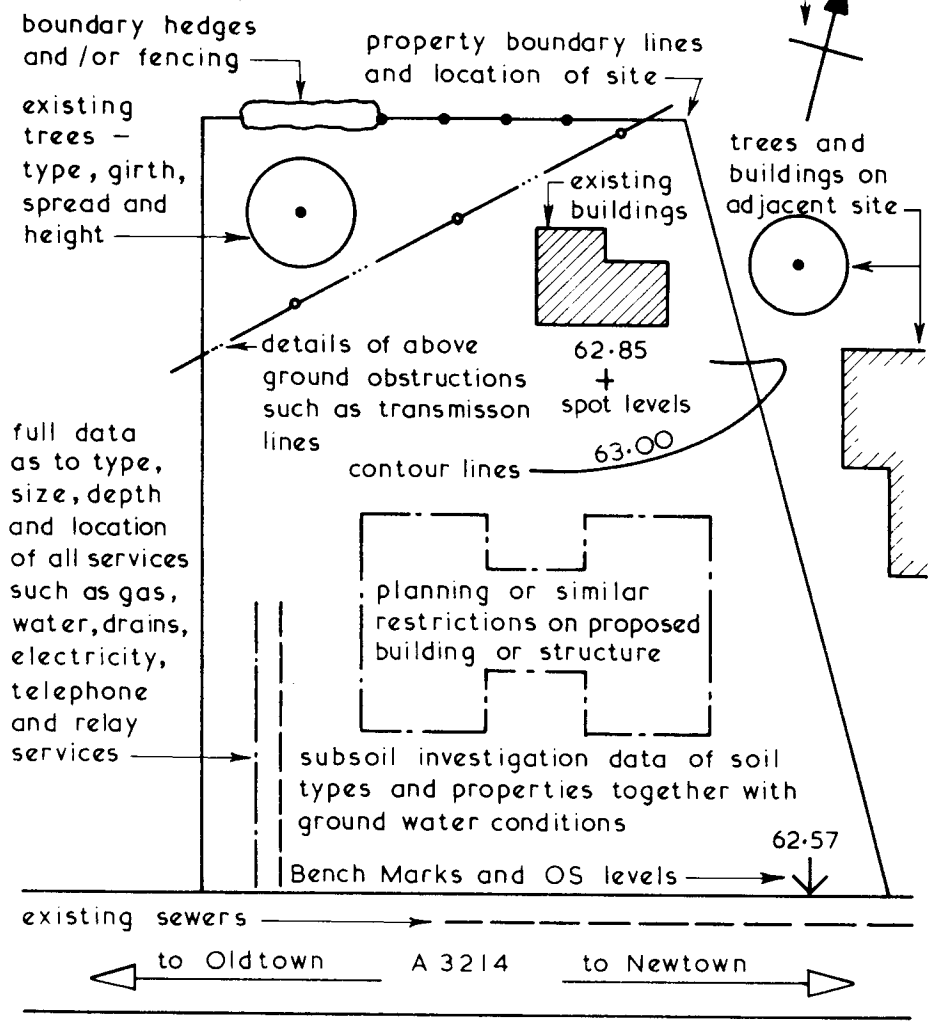 boundary hedges
and /or fencing
property boundary lines
and location of site
existing
trees –
type, girth,
spread and
height
trees and
buildings on
adjacent site
existing
buildings
details of above
ground obstructions
such as transmisson
lines
62·85
+
spot levels
63·00
contour lines
full data
as to type,
size, depth
and location
of all services
such as gas,
water, drains,
electricity,
telephone
and relay
services
planning or similar
restrictions on proposed
building or structure
subsoil investigation data of soil
types and properties together with
ground water conditions
62·57
Bench Marks and OS levels
existing sewers
to Oldtown A 3214 to Newtown